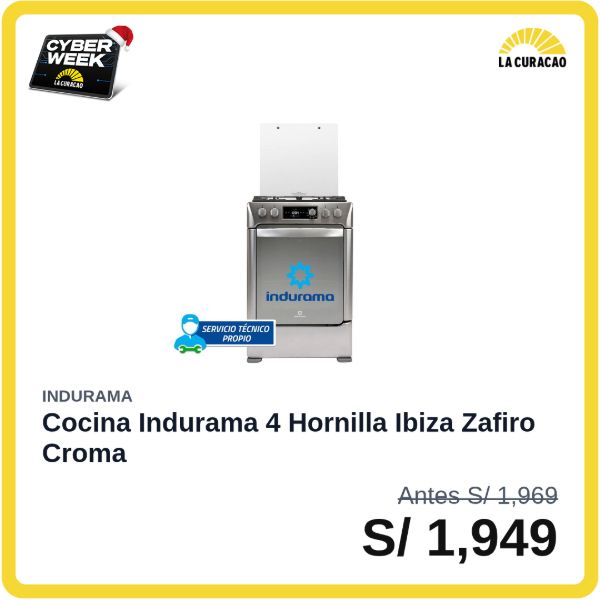 CYBER
WEEK
LA CURACAO
LA CURACAO
indurama
SERVICIO TÉCNICO
PROPIO
INDURAMA
Cocina Indurama 4 Hornilla Ibiza Zafiro
Croma
Antes S/ 1,969
S/ 1,949